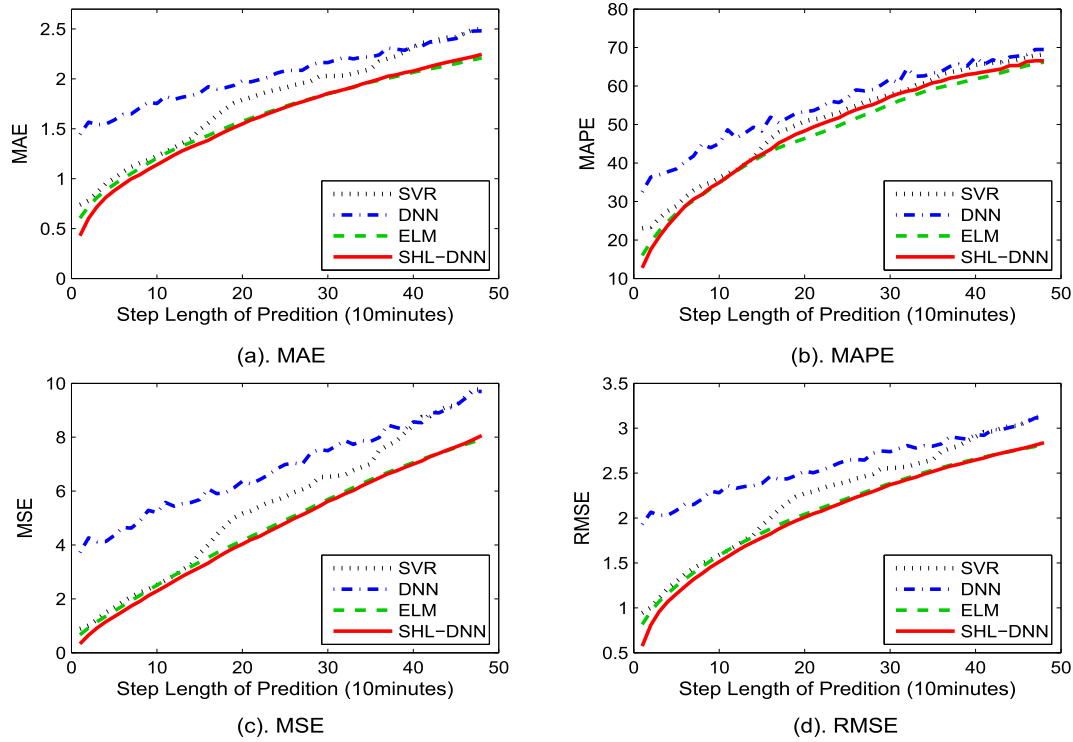 2.5
2
1.5
1
0.5
0
MAE
0 10 20 30 40 50
Step Length of Predition (10minutes)
SVR
DNN
ELM
SHL-DNN
(a). MAE
80
70
60
50
40
30
20
10
MAPE
0 10 20 30 40 50
Step Length of Predition (10minutes)
SVR
DNN
ELM
SHL-DNN
(b). MAPE
10
8
6
4
2
0
MSE
0 10 20 30 40 50
Step Length of Predition (10minutes)
SVR
DNN
ELM
SHL-DNN
(c). MSE
3.5
3
2.5
2
1.5
1
0.5
RMSE
0 10 20 30 40 50
Step Length of Predition (10minutes)
SVR
DNN
ELM
SHL-DNN
(d). RMSE